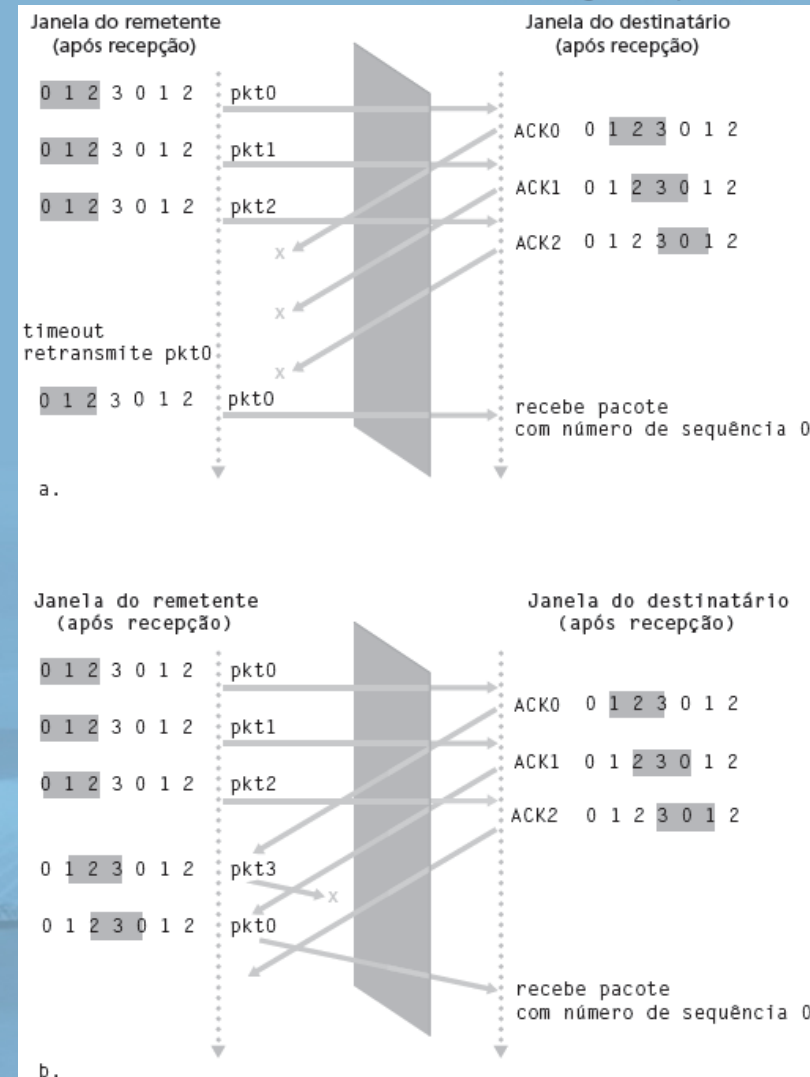 Janela do remetente
(após recepção)
Janela do destinatário
(após recepção)
0 1 2 3 0 1 2 pkt0
ACK0 0 1 2 3 0 1 2
0 1 2 3 0 1 2 pkt1
ACK1 0 1 2 3 0 1 2
0 1 2 3 0 1 2 pkt2
ACK2 0 1 2 3 0 1 2
x
x
timeout
retransmite pkt0
x
0 1 2 3 0 1 2 pkt0
recebe pacote
com número de sequência 0
a.
Janela do remetente
(após recepção)
Janela do destinatário
(após recepção)
0 1 2 3 0 1 2 pkt0
ACK0 0 1 2 3 0 1 2
0 1 2 3 0 1 2 pkt1
ACK1 0 1 2 3 0 1 2
0 1 2 3 0 1 2 pkt2
ACK2 0 1 2 3 0 1 2
0 1 2 3 0 1 2 pkt3
x
0 1 2 3 0 1 2 pkt0
recebe pacote
com número de sequência 0
b.